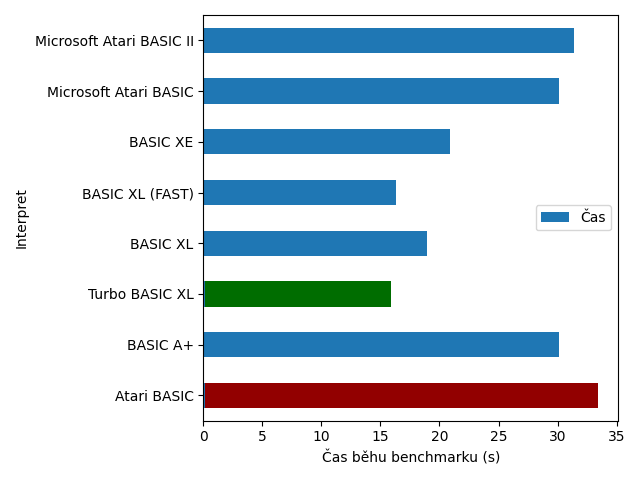 Microsoft Atari BASIC II
Microsoft Atari BASIC
BASIC XE
BASIC XL (FAST)
BASIC XL
Turbo BASIC XL
BASIC A+
Atari BASIC
Interpret
Čas
0 5 10 15 20 25 30 35
Čas běhu benchmarku (s)